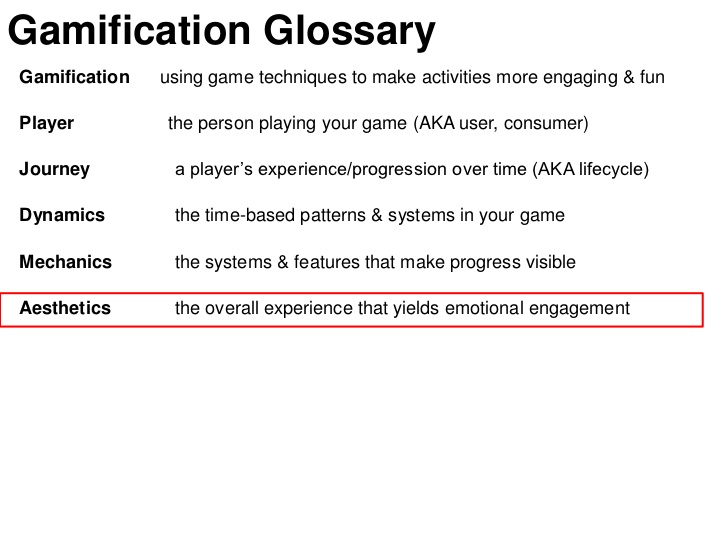 Gamification Glossary
Gamification using game techniques to make activities more engaging & fun
Player the person playing your game (AKA user, consumer)
Journey a player’s experience/progression over time (AKA lifecycle)
Dynamics the time-based patterns & systems in your game
Mechanics the systems & features that make progress visible
Aesthetics the overall experience that yields emotional engagement